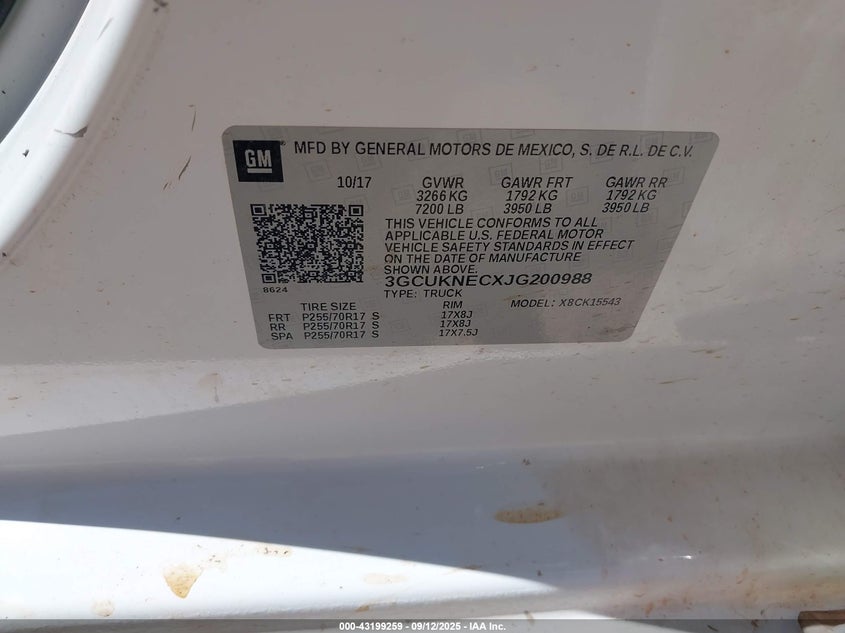 GM
MFD BY GENERAL MOTORS DE MEXICO, S. DE R.L. DE C.V.
10/17 GVWR GAWR FRT GAWR RR
3266 KG 1792 KG 1792 KG
7200 LB 3950 LB 3950 LB
THIS VEHICLE CONFORMS TO ALL
APPLICABLE U.S. FEDERAL MOTOR
VEHICLE SAFETY STANDARDS IN EFFECT
ON THE DATE OF MANUFACTURE
SHOWN ABOVE.
3GCUKNECXJG200988
8624
TYPE: TRUCK
MODEL: X8CK15543
TIRE SIZE RIM
FRT P255/70R17 S 17X8J
RR P255/70R17 S 17X8J
SPA P255/70R17 S 17X7.5J
000-43199259 - 09/12/2025 - IAA Inc.